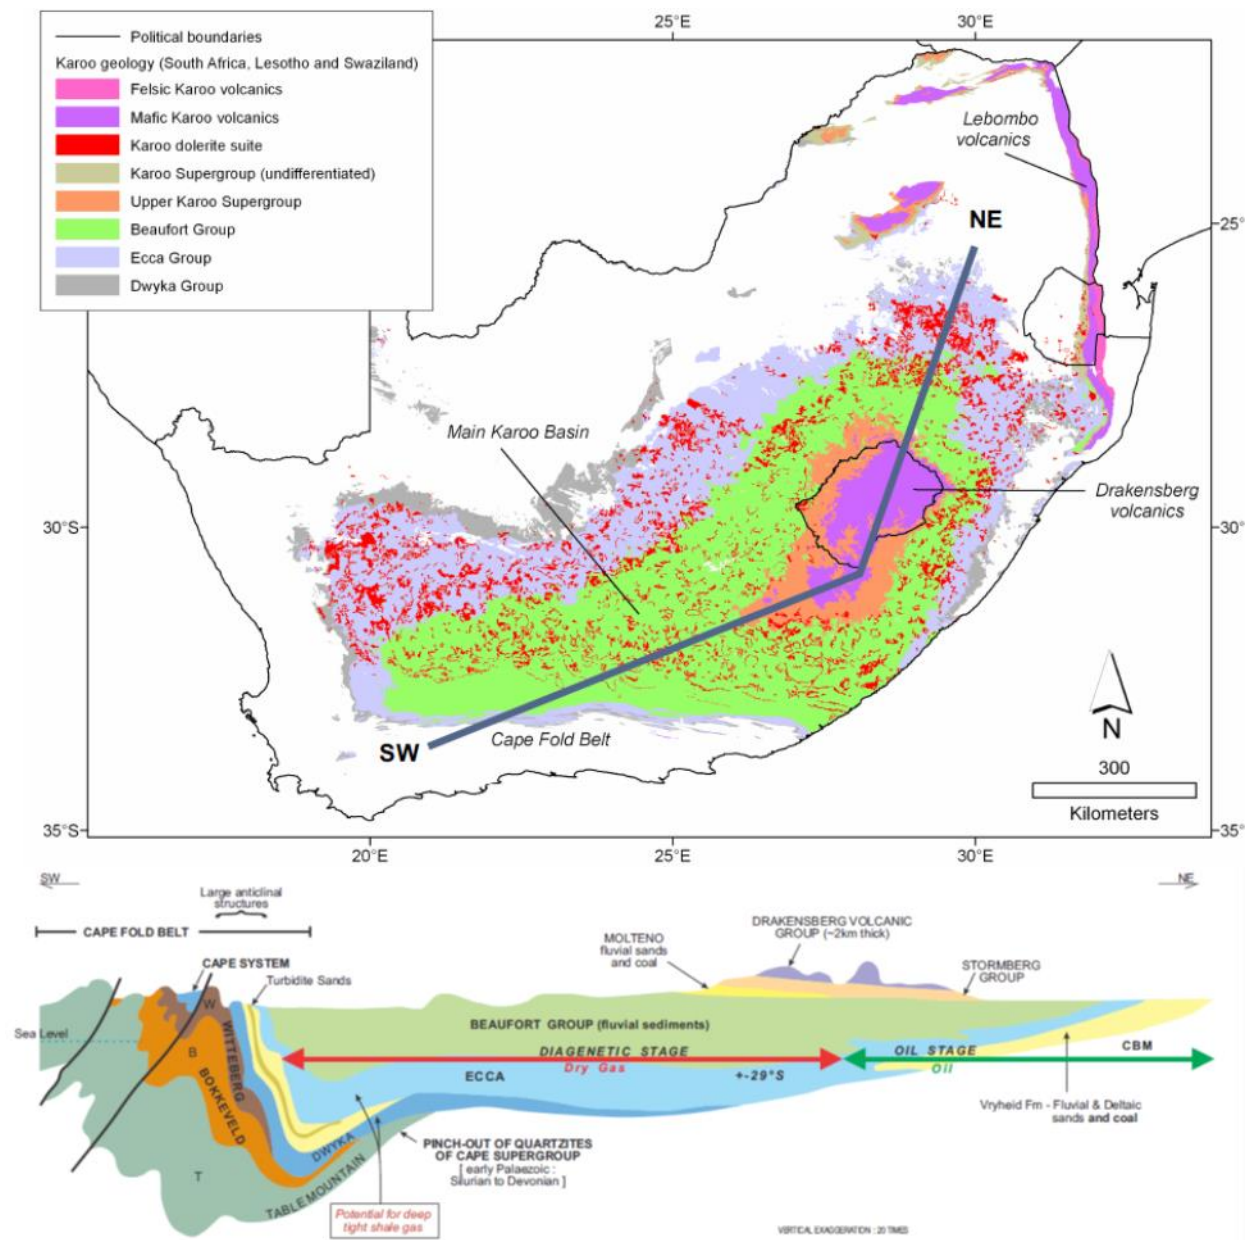 25°E
30°E
Political boundaries
Karoo geology (South Africa, Lesotho and Swaziland)
Felsic Karoo volcanics
Mafic Karoo volcanics
Karoo dolerite suite
Karoo Supergroup (undifferentiated)
Upper Karoo Supergroup
Beaufort Group
Ecca Group
Dwyka Group
Lebombo
volcanics
NE
25°
Main Karoo Basin
Drakensberg
volcanics
30°S
30°
SW
Cape Fold Belt
N
300
Kilometers
35°S
35°
20°E
25°E
30°E
SW
NE
Large anticlinal
structures
CAPE FOLD BELT
DRAKENSBERG VOLCANIC
GROUP (~2km thick)
MOLTENO
fluvial sands
and coal
STORMBERG
GROUP
CAPE SYSTEM
Turbidite Sands
W
Sea Level
BEAUFORT GROUP (fluvial sediments)
WITTEBERG
B
DIAGENETIC STAGE
Dry Gas
OIL STAGE
Oil
CBM
BOKKEVELD
ECCA
+-29°S
Vryheid Fm - Fluvial & Deltaic
sands and coal
DWYKA
PINCH-OUT OF QUARTZITES
OF CAPE SUPERGROUP
[ early Palaezoic :
Silurian to Devonian ]
T
TABLE MOUNTAIN
Potential for deep
tight shale gas
VERTICAL EXAGGERATION : 20 TIMES